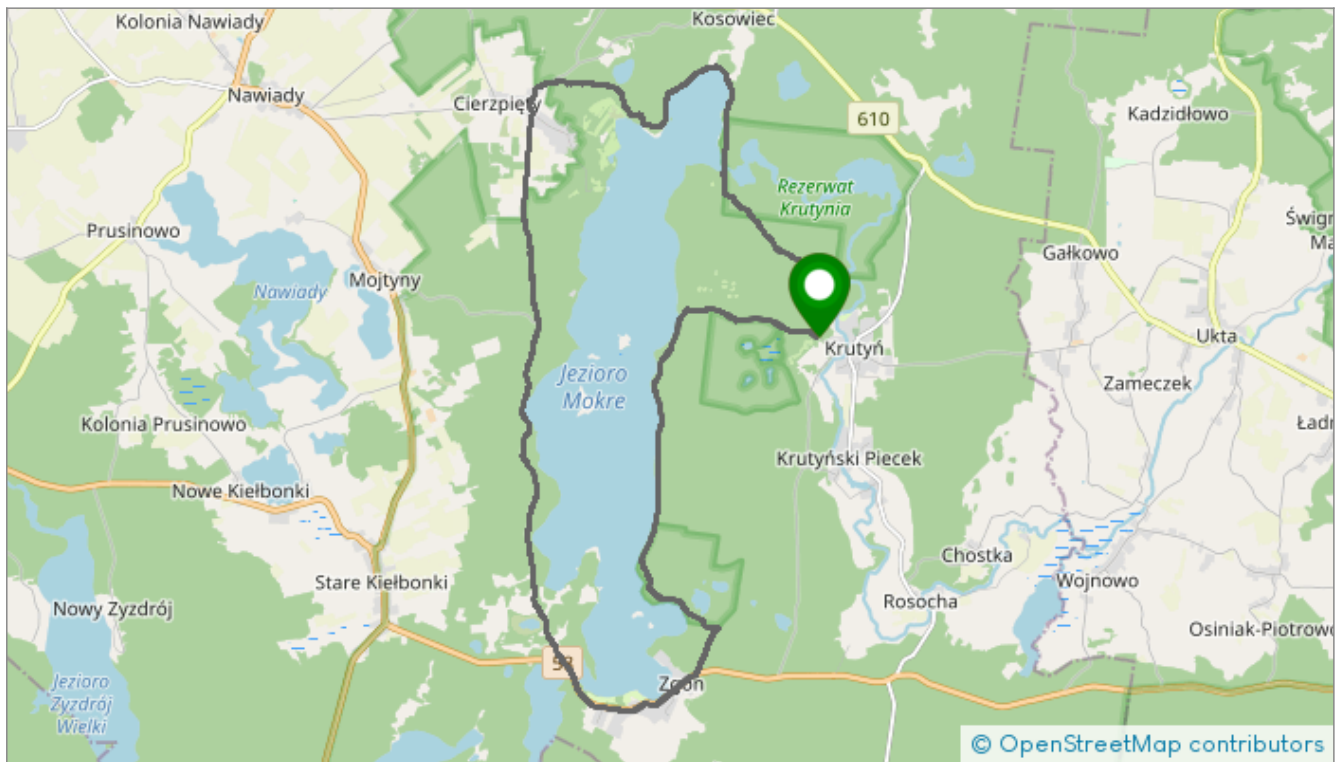 Kolonia Nawiady
Kosowiec
Nawiady
Cierzpięty
610
Kadzidłowo
Rezerwat
Krutynia
Prusinowo
Świgr
Ma
Gałkowo
Mojtyny
Nawiady
Ukta
Krutyń
Jezioro
Mokre
Zameczek
Kolonia Prusinowo
Ładr
Krutyński Piecek
Nowe Kiełbonki
Chostka
Stare Kiełbonki
Wojnowo
Nowy Zyzdrój
Rosocha
Osiniak-Piotrowo
Jezioro
Zyzdrój
Wielki
Zgon
© OpenStreetMap contributors